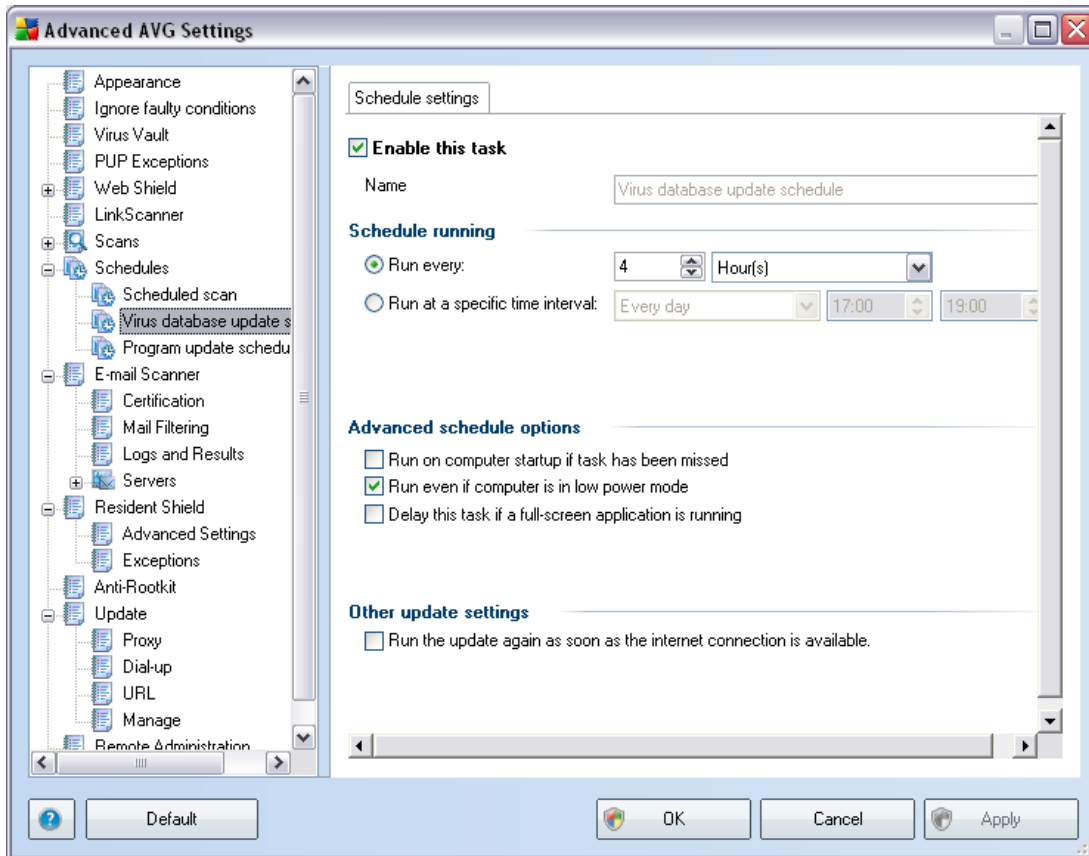 Advanced AVG Settings
Appearance
Ignore faulty conditions
Virus Vault
PUP Exceptions
Web Shield
LinkScanner
Scans
Schedules
Scheduled scan
Virus database update s
Program update schedu
E-mail Scanner
Certification
Mail Filtering
Logs and Results
Servers
Resident Shield
Advanced Settings
Exceptions
Anti-Rootkit
Update
Proxy
Dial-up
URL
Manage
Remote Administration
Schedule settings
Enable this task
Name Virus database update schedule
Schedule running
Run every: 4 Hour(s)
Run at a specific time interval: Every day 17:00 19:00
Advanced schedule options
Run on computer startup if task has been missed
Run even if computer is in low power mode
Delay this task if a full-screen application is running
Other update settings
Run the update again as soon as the internet connection is available.
? Default OK Cancel Apply